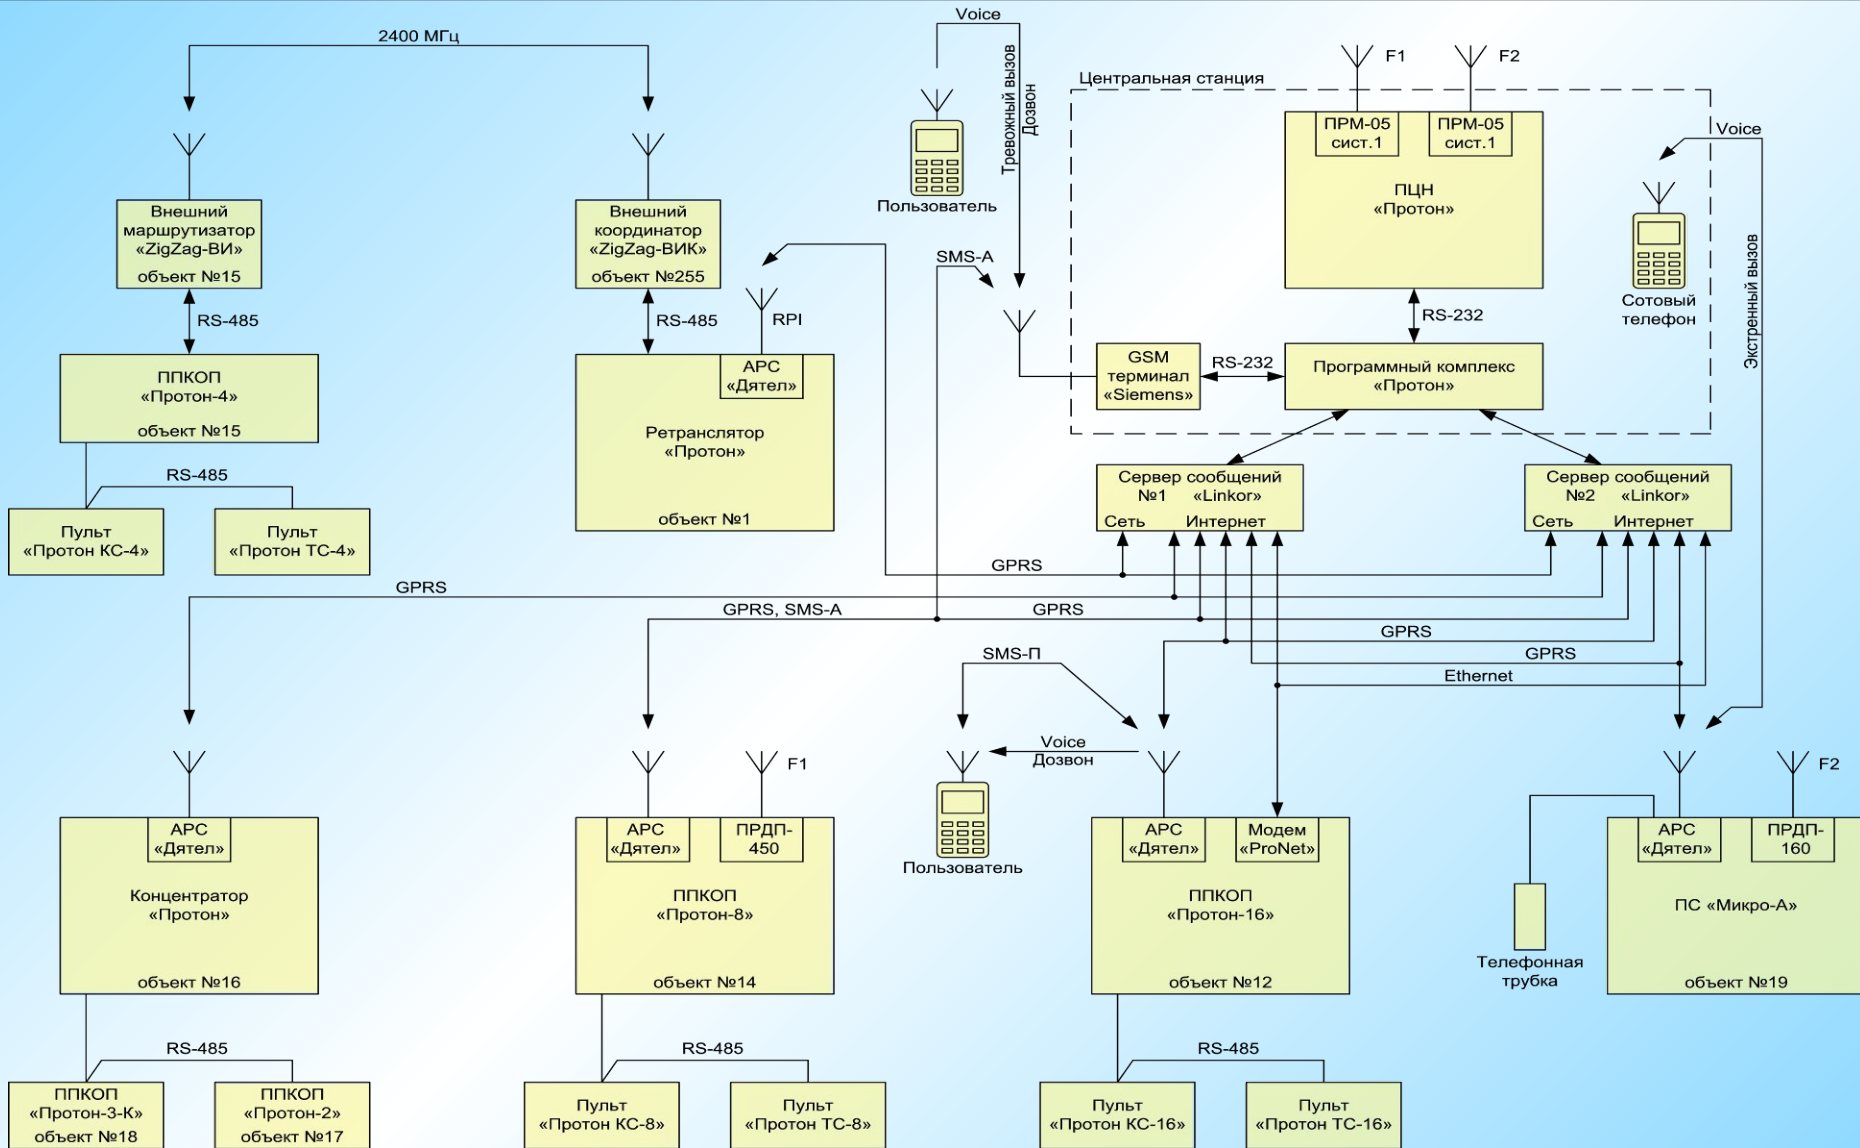 2400 МГц
Voice
Тревожный вызов
Дозвон
Пользователь
Центральная станция
F1
F2
ПРМ-05
сист.1
ПРМ-05
сист.1
ПЦН
«Протон»
Voice
Экстренный вызов
Сотовый
телефон
Внешний
маршрутизатор
«ZigZag-ВИ»
объект №15
Внешний
координатор
«ZigZag-ВИК»
объект №255
SMS-A
RS-485
RS-485
RPI
RS-232
ППКОП
«Протон-4»
объект №15
АРС
«Дятел»
Ретранслятор
«Протон»
объект №1
GSM
терминал
«Siemens»
RS-232
Программный комплекс
«Протон»
RS-485
Пульт
«Протон КС-4»
Пульт
«Протон ТС-4»
Сервер сообщений
№1 «Linkor»
Сеть Интернет
Сервер сообщений
№2 «Linkor»
Сеть Интернет
GPRS
GPRS
GPRS, SMS-A
GPRS
GPRS
GPRS
Ethernet
SMS-П
Voice
Дозвон
Пользователь
F1
F2
АРС
«Дятел»
Концентратор
«Протон»
объект №16
АРС
«Дятел»
ПРДП-
450
ППКОП
«Протон-8»
объект №14
АРС
«Дятел»
Модем
«ProNet»
ППКОП
«Протон-16»
объект №12
Телефонная
трубка
АРС
«Дятел»
ПРДП-
160
ПС «Микро-А»
объект №19
RS-485
ППКОП
«Протон-3-К»
объект №18
ППКОП
«Протон-2»
объект №17
RS-485
Пульт
«Протон КС-8»
Пульт
«Протон ТС-8»
RS-485
Пульт
«Протон КС-16»
Пульт
«Протон ТС-16»